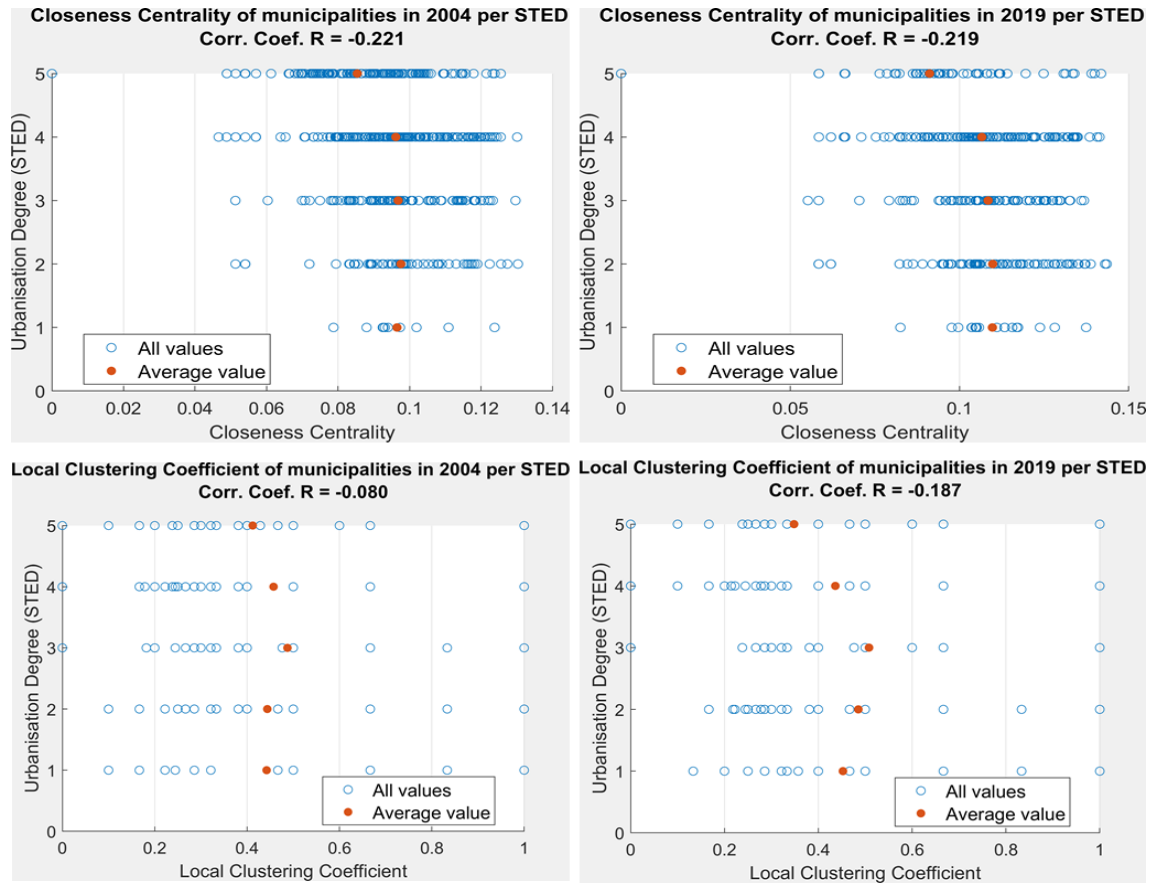 Closeness Centrality of municipalities in 2004 per STED
Corr. Coef. R = -0.221
Urbanisation Degree (STED)
5
4
3
2
1
0
All values
Average value
0 0.02 0.04 0.06 0.08 0.1 0.12 0.14
Closeness Centrality
Closeness Centrality of municipalities in 2019 per STED
Corr. Coef. R = -0.219
Urbanisation Degree (STED)
5
4
3
2
1
0
All values
Average value
0 0.05 0.1 0.15
Closeness Centrality
Local Clustering Coefficient of municipalities in 2004 per STED
Corr. Coef. R = -0.080
Urbanisation Degree (STED)
5
4
3
2
1
0
All values
Average value
0 0.2 0.4 0.6 0.8 1
Local Clustering Coefficient
Local Clustering Coefficient of municipalities in 2019 per STED
Corr. Coef. R = -0.187
Urbanisation Degree (STED)
5
4
3
2
1
0
All values
Average value
0 0.2 0.4 0.6 0.8 1
Local Clustering Coefficient